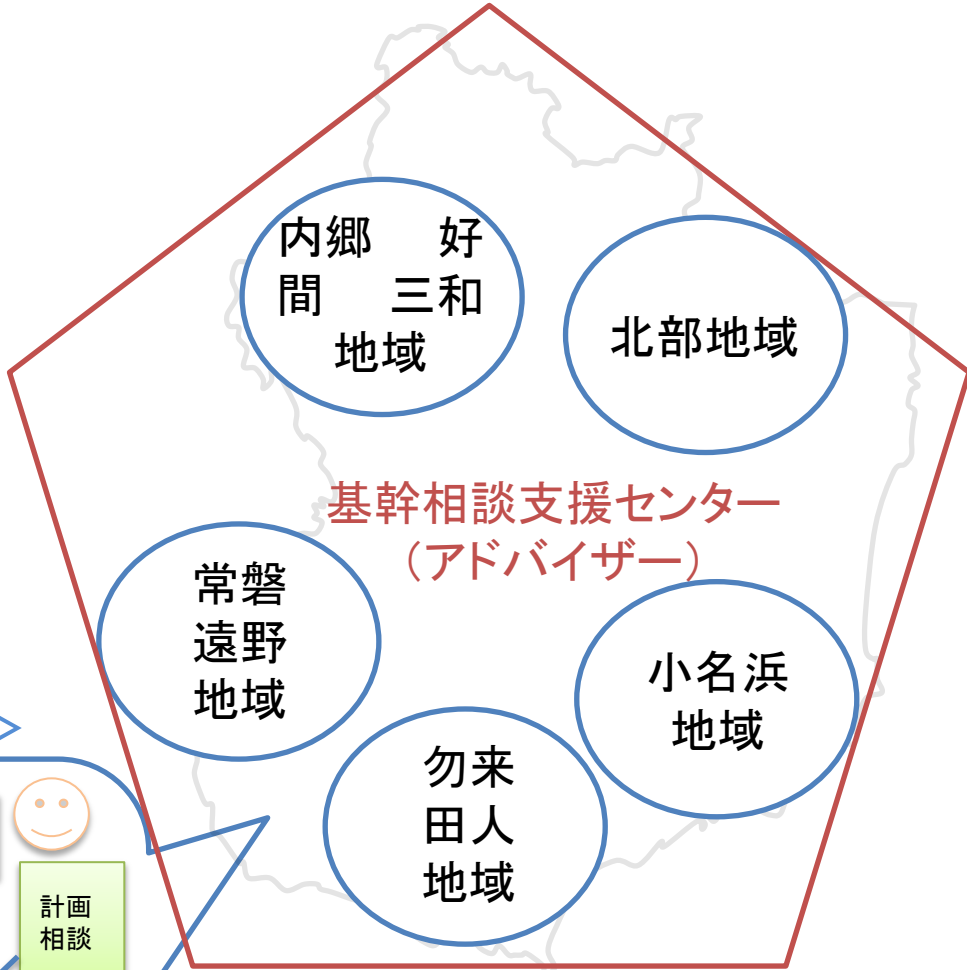 内郷　好
間　三和
地域
北部地域
基幹相談支援センター
（アドバイザー）
常磐
遠野
地域
小名浜
地域
勿来
田人
地域
計画
相談